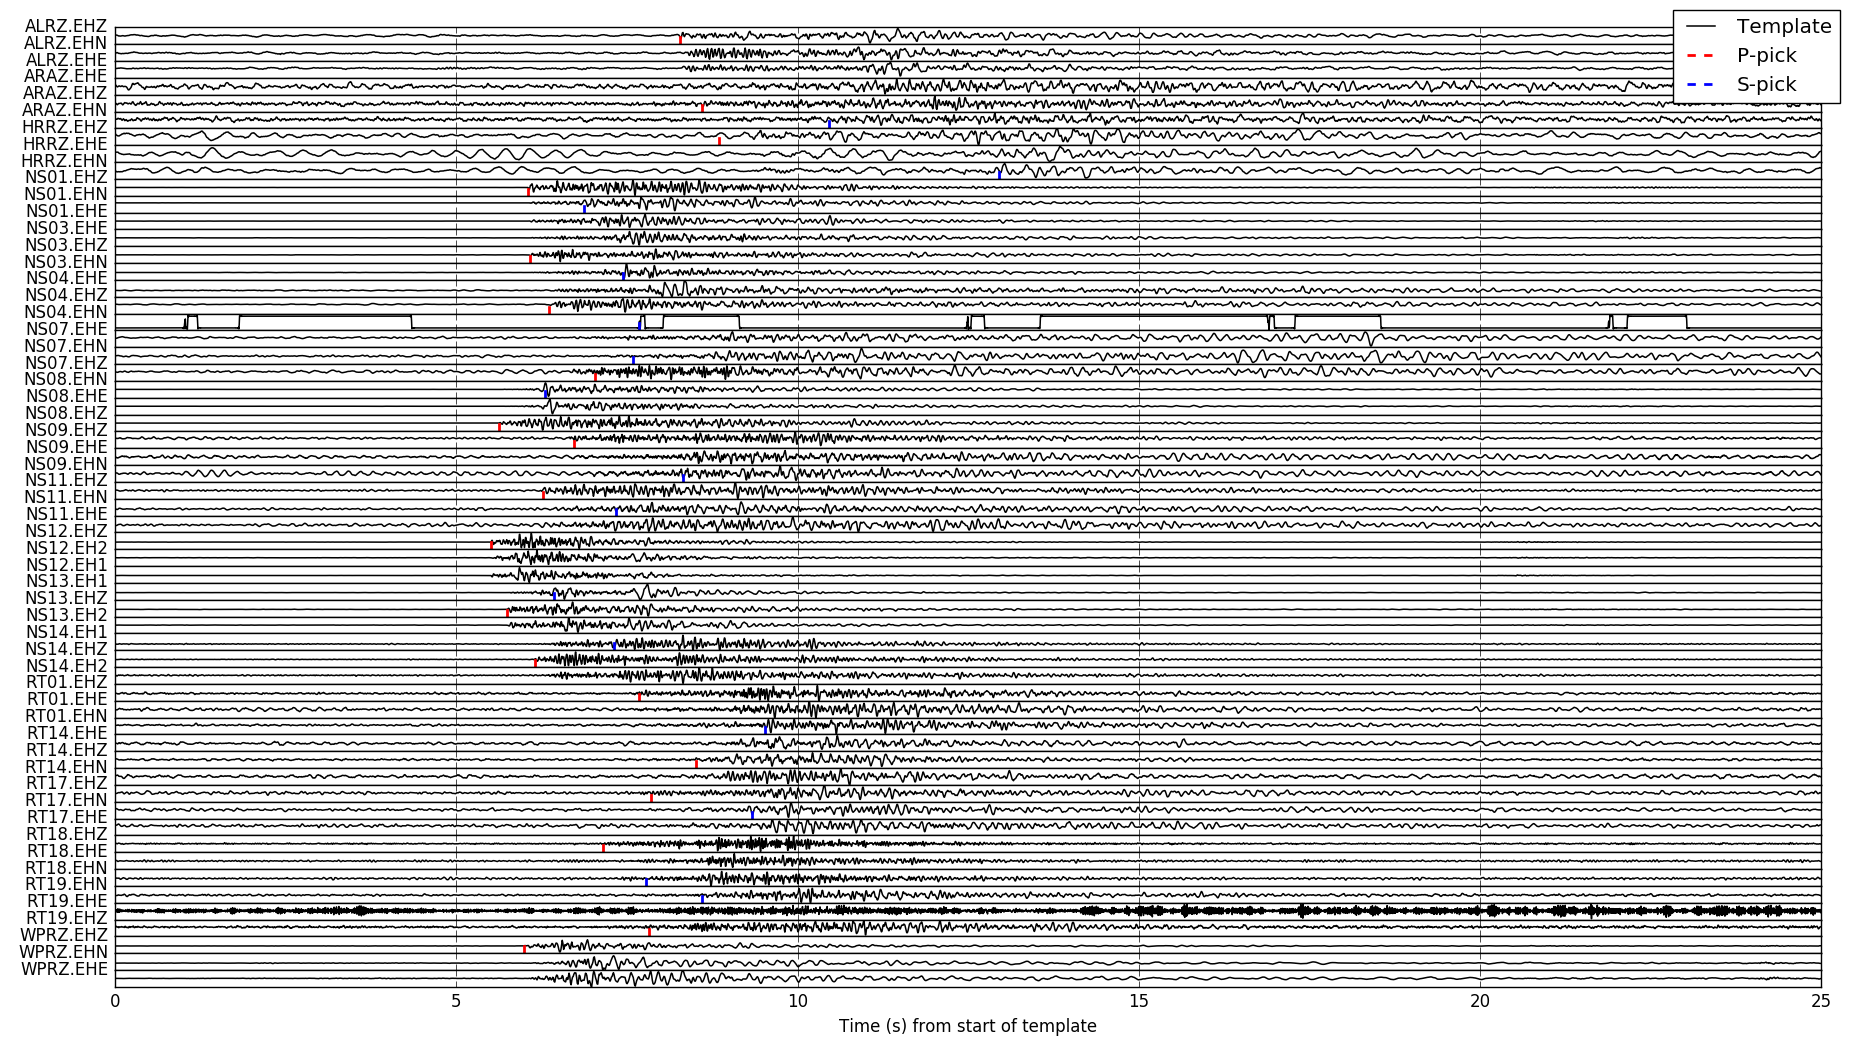 ALRZ.EHZ
ALRZ.EHN
ALRZ.EHE
ARAZ.EHE
ARAZ.EHZ
ARAZ.EHN
HRRZ.EHZ
HRRZ.EHE
HRRZ.EHN
NS01.EHZ
NS01.EHN
NS01.EHE
NS03.EHE
NS03.EHZ
NS03.EHN
NS04.EHE
NS04.EHZ
NS04.EHN
NS07.EHE
NS07.EHN
NS07.EHZ
NS08.EHN
NS08.EHE
NS08.EHZ
NS09.EHZ
NS09.EHE
NS09.EHN
NS11.EHZ
NS11.EHN
NS11.EHE
NS12.EHZ
NS12.EH2
NS12.EH1
NS13.EH1
NS13.EHZ
NS13.EH2
NS14.EH1
NS14.EHZ
NS14.EH2
RT01.EHZ
RT01.EHE
RT01.EHN
RT14.EHE
RT14.EHZ
RT14.EHN
RT17.EHZ
RT17.EHN
RT17.EHE
RT18.EHZ
RT18.EHE
RT18.EHN
RT19.EHN
RT19.EHE
RT19.EHZ
WPRZ.EHZ
WPRZ.EHN
WPRZ.EHE
Template
P-pick
S-pick
0 5 10 15 20 25
Time (s) from start of template